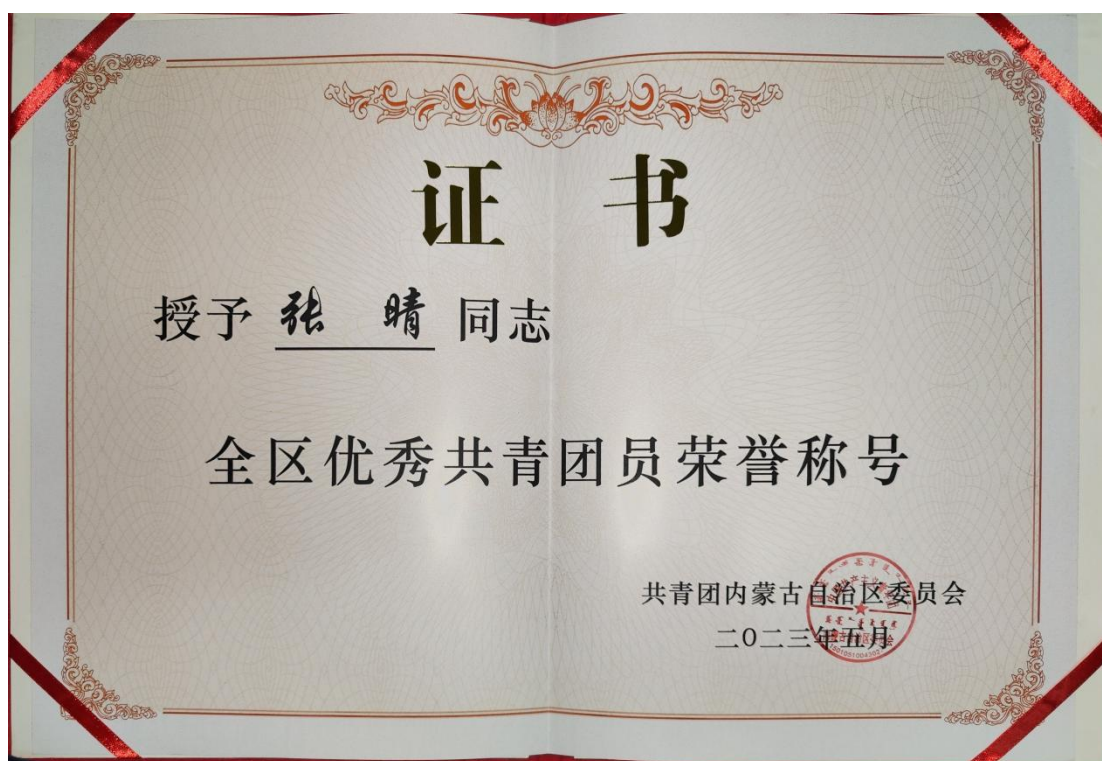 证书
授予 张晴 同志
全区优秀共青团员荣誉称号
共青团内蒙古自治区委员会
二〇二三年五月